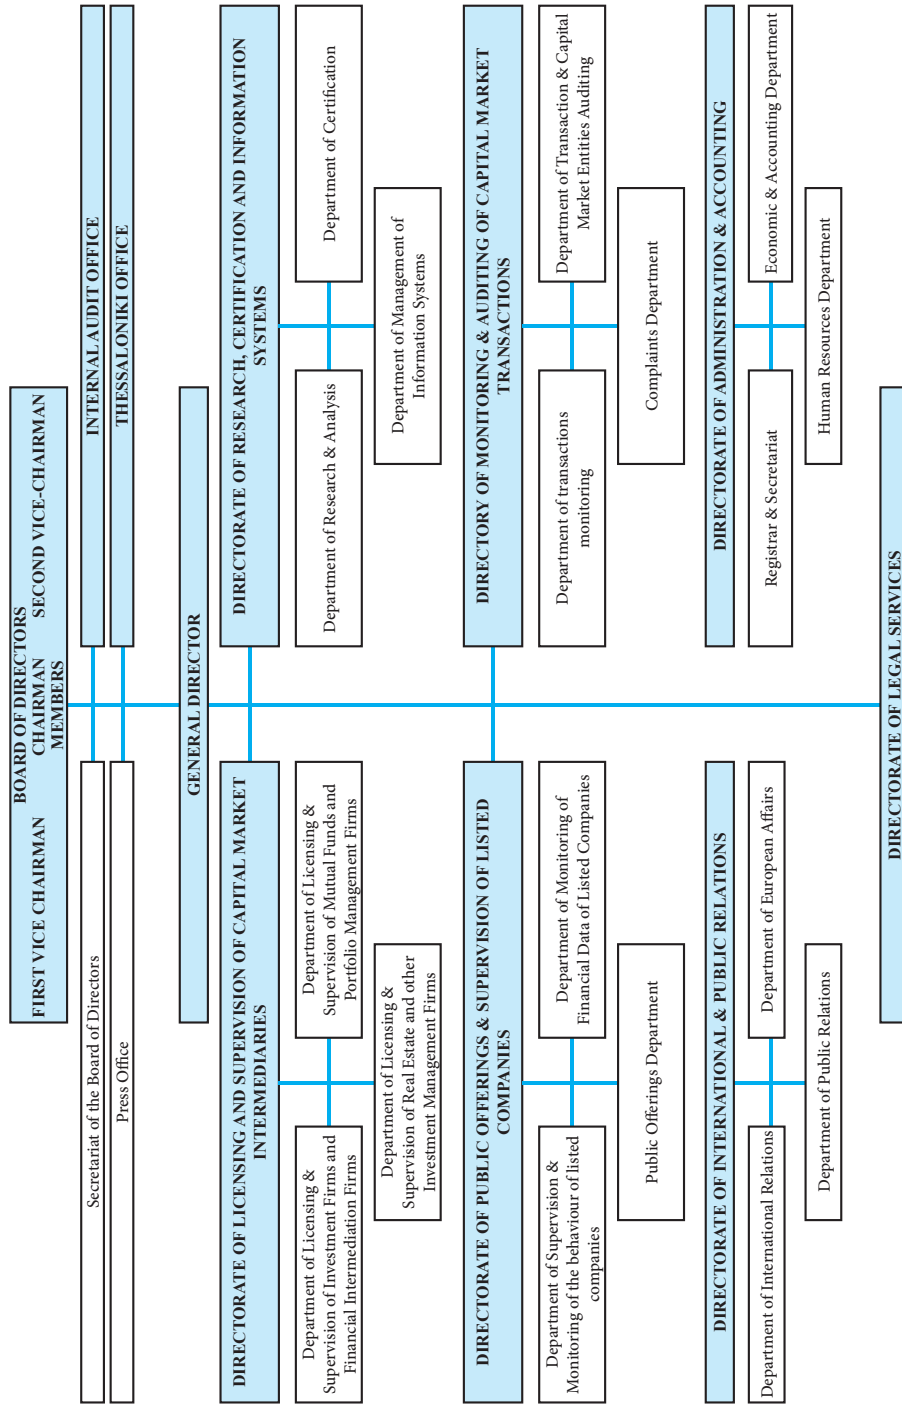 BOARD OF DIRECTORS
FIRST VICE CHAIRMAN CHAIRMAN SECOND VICE-CHAIRMAN
MEMBERS
Secretariat of the Board of Directors
INTERNAL AUDIT OFFICE
Press Office
THESSALONIKI OFFICE
GENERAL DIRECTOR
DIRECTORATE OF LICENSING AND SUPERVISION OF CAPITAL MARKET
INTERMEDIARIES
Department of Licensing &
Supervision of Investment Firms and
Financial Intermediation Firms
Department of Licensing &
Supervision of Mutual Funds and
Portfolio Management Firms
Department of Licensing &
Supervision of Real Estate and other
Investment Management Firms
DIRECTORATE OF RESEARCH, CERTIFICATION AND INFORMATION
SYSTEMS
Department of Research & Analysis
Department of Certification
Department of Management of
Information Systems
DIRECTORATE OF PUBLIC OFFERINGS & SUPERVISION OF LISTED
COMPANIES
Department of Supervision &
Monitoring of the behaviour of listed
companies
Department of Monitoring of
Financial Data of Listed Companies
Public Offerings Department
DIRECTORY OF MONITORING & AUDITING OF CAPITAL MARKET
TRANSACTIONS
Department of transactions
monitoring
Department of Transaction & Capital
Market Entities Auditing
Complaints Department
DIRECTORATE OF INTERNATIONAL & PUBLIC RELATIONS
Department of International Relations
Department of European Affairs
Department of Public Relations
DIRECTORATE OF ADMINISTRATION & ACCOUNTING
Registrar & Secretariat
Economic & Accounting Department
Human Resources Department
DIRECTORATE OF LEGAL SERVICES